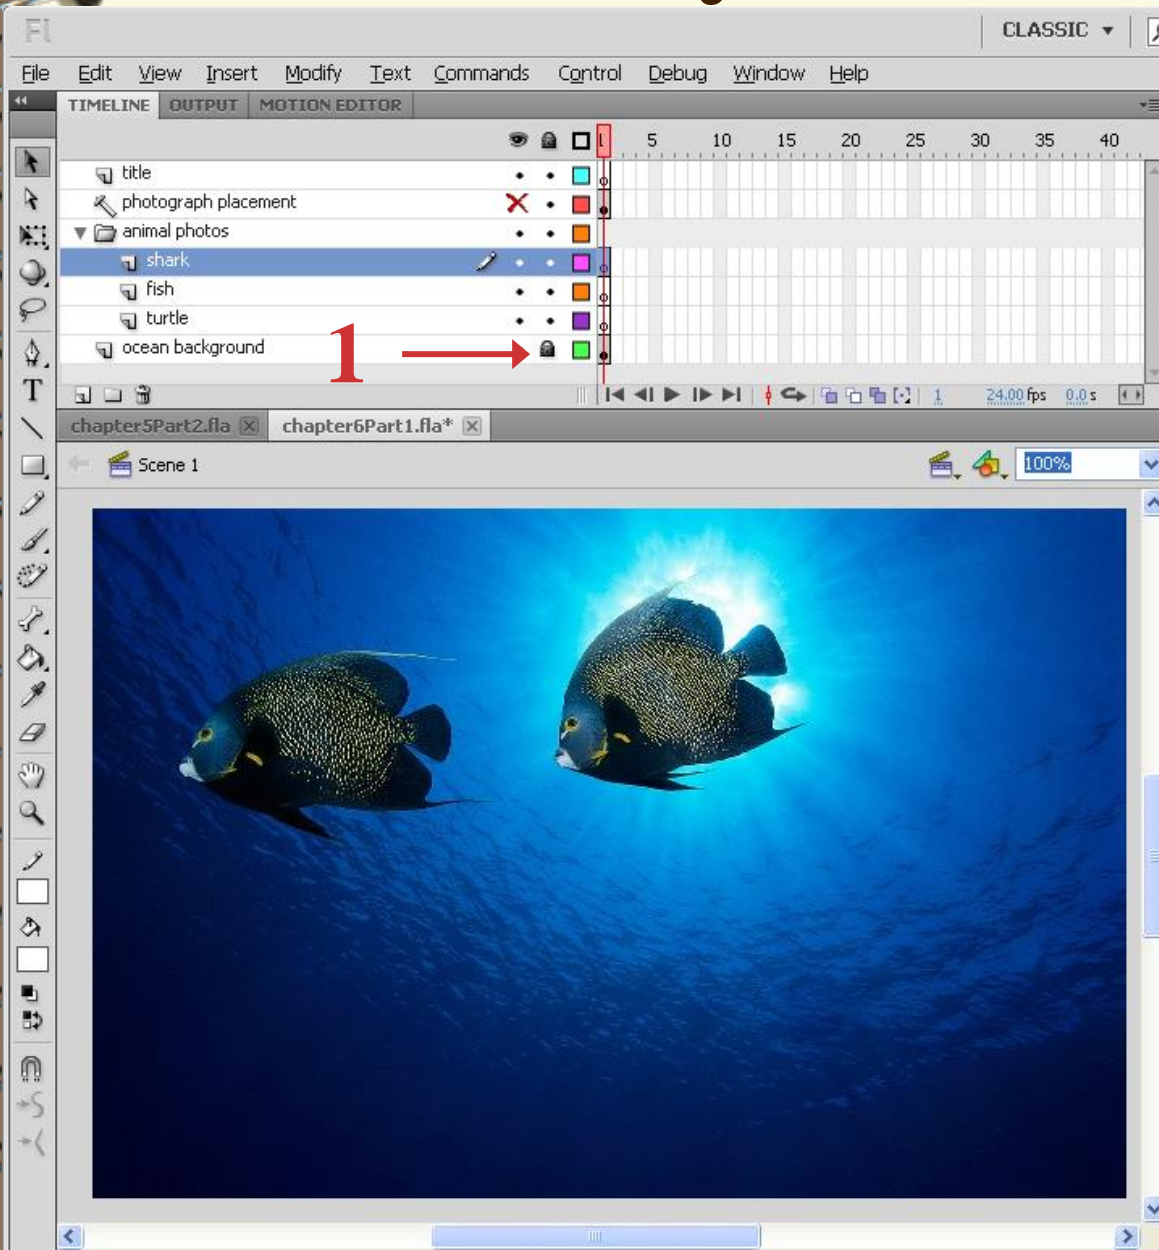 Fl
CLASSIC
File Edit View Insert Modify Text Commands Control Debug Window Help
TIMELINE OUTPUT MOTION EDITOR
5 10 15 20 25 30 35 40
title
photograph placement
animal photos
shark
fish
turtle
ocean background
1
1 24.00 fps 0.0 s
T
chapter5Part2.fla chapter6Part1.fla*
Scene 1 100%